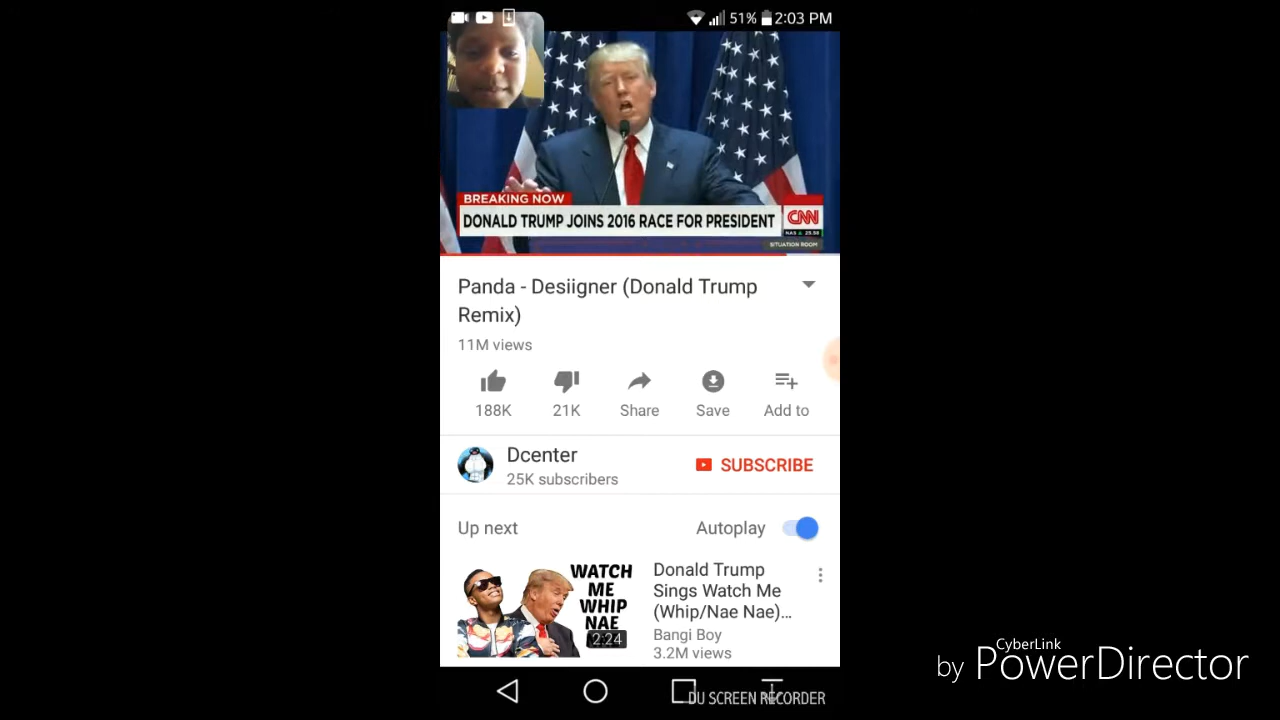 51% 2:03 PM
BREAKING NOW
DONALD TRUMP JOINS 2016 RACE FOR PRESIDENT
CNN
SITUATION ROOM
Panda - Desiigner (Donald Trump
Remix)
11M views
188K 21K Share Save Add to
Dcenter
25K subscribers
SUBSCRIBE
Up next Autoplay
WATCH
ME
WHIP
NAE
2:24
Donald Trump
Sings Watch Me
(Whip/Nae Nae)...
Bangi Boy
3.2M views
DU SCREEN RECORDER
CyberLink
by PowerDirector